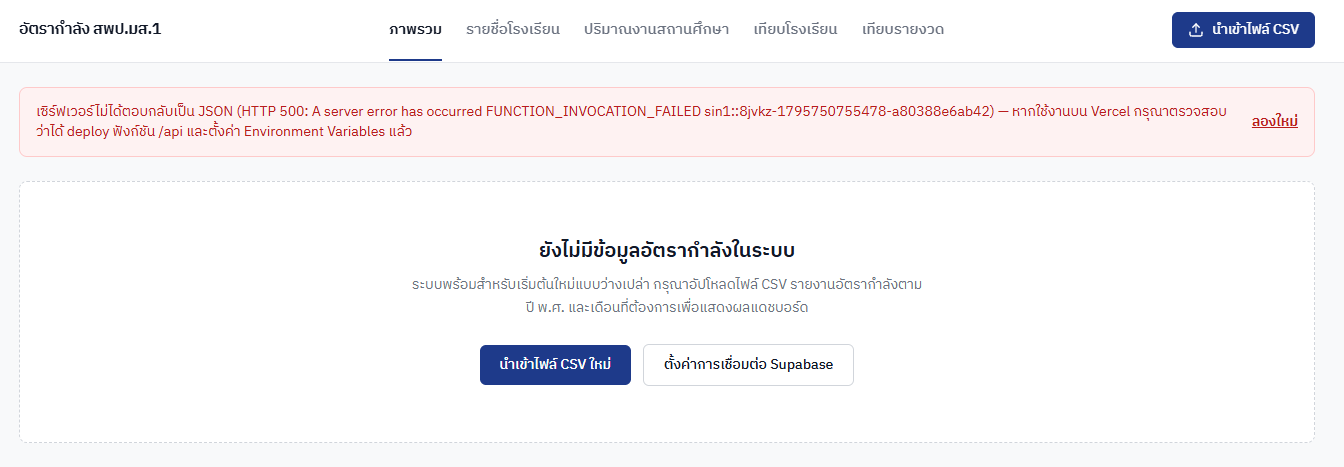 อัตรากำลัง สพป.มส.1
ภาพรวม
รายชื่อโรงเรียน
ปริมาณงานสถานศึกษา
เทียบโรงเรียน
เทียบรายงวด
นำเข้าไฟล์ CSV
เซิร์ฟเวอร์ไม่ได้ตอบกลับเป็น JSON (HTTP 500: A server error has occurred FUNCTION_INVOCATION_FAILED sin1::8jvkz-1795750755478-a80388e6ab42) — หากใช้งานบน Vercel กรุณาตรวจสอบ
ว่าได้ deploy ฟังก์ชัน /api และตั้งค่า Environment Variables แล้ว
ลองใหม่
ยังไม่มีข้อมูลอัตรากำลังในระบบ
ระบบพร้อมสำหรับเริ่มต้นใหม่แบบว่างเปล่า กรุณาอัปโหลดไฟล์ CSV รายงานอัตรากำลังตาม
ปี พ.ศ. และเดือนที่ต้องการเพื่อแสดงผลแดชบอร์ด
นำเข้าไฟล์ CSV ใหม่
ตั้งค่าการเชื่อมต่อ Supabase